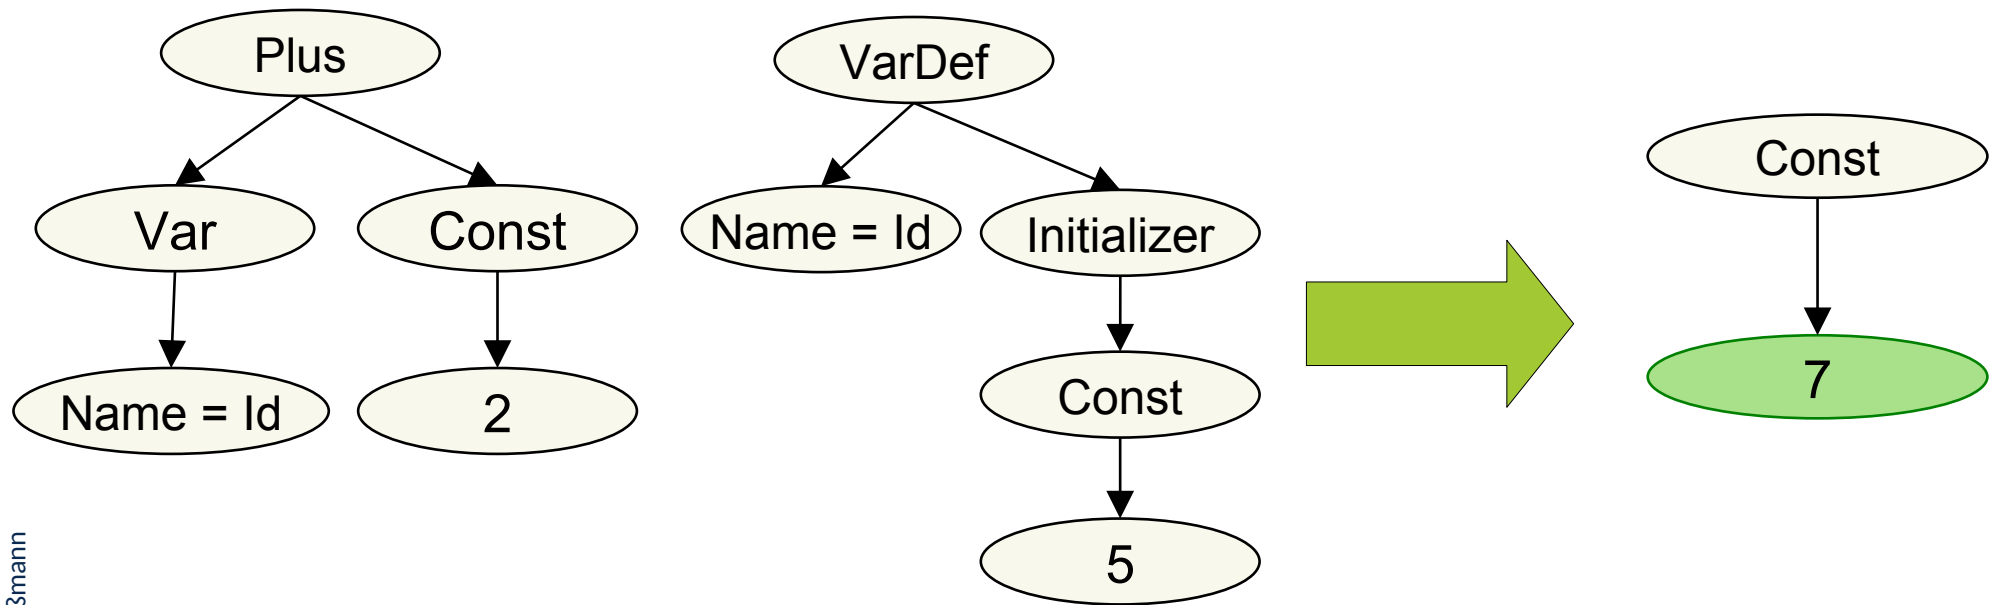 Plus
VarDef
Const
Var
Const
Name = Id
Initializer
Name = Id
2
Const
7
5
ßmann